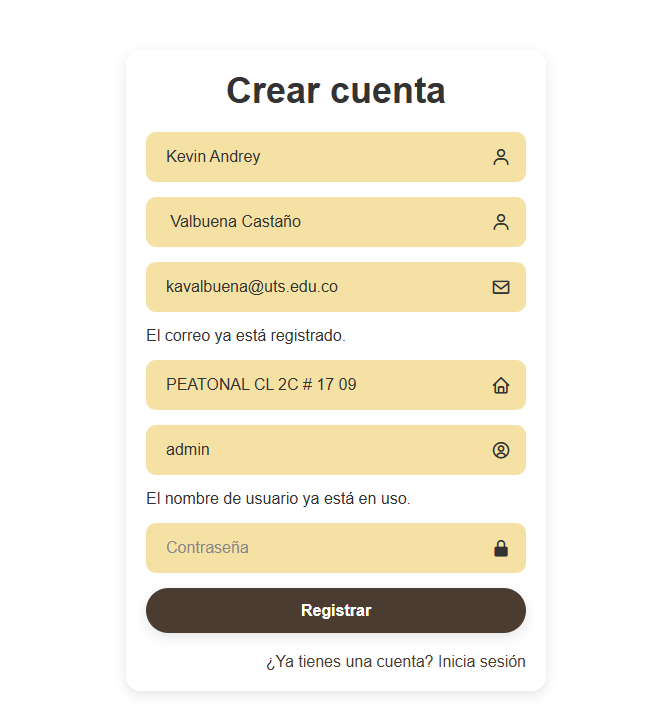 Crear cuenta
Kevin Andrey
Valbuena Castaño
kavalbuena@uts.edu.co
El correo ya está registrado.
PEATONAL CL 2C # 17 09
admin
El nombre de usuario ya está en uso.
Contraseña
Registrar
¿Ya tienes una cuenta? Inicia sesión